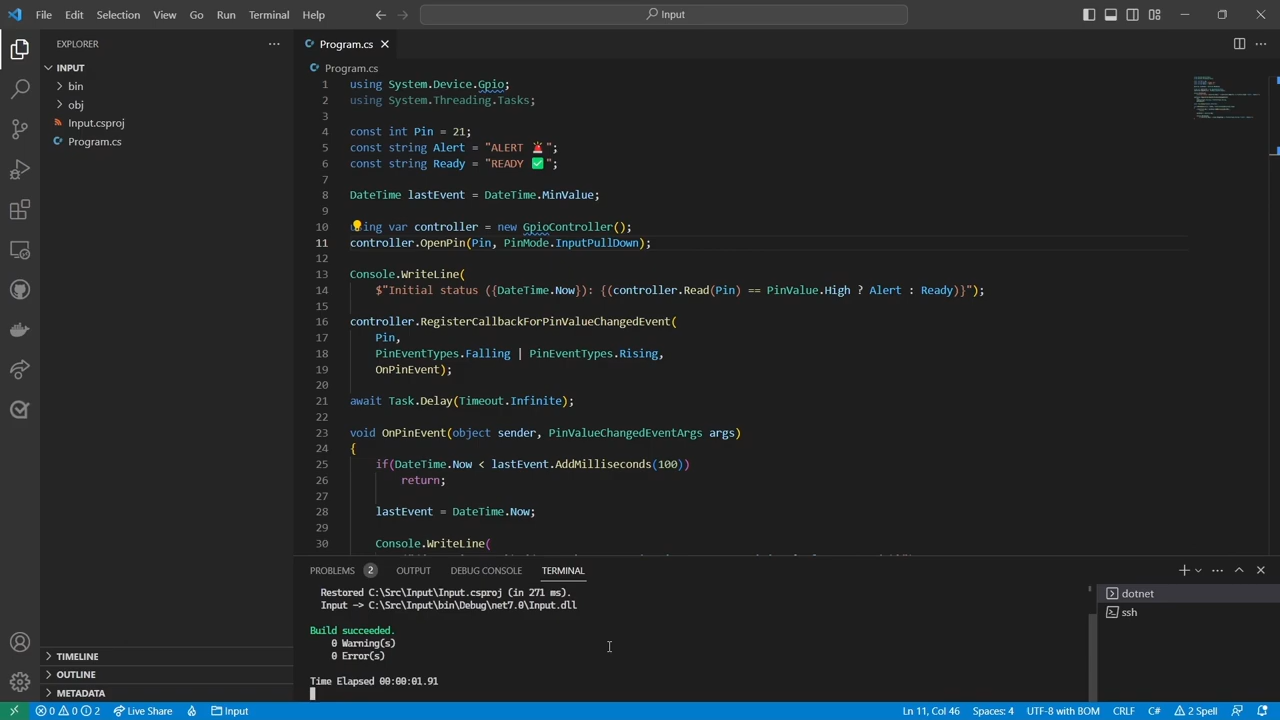 File Edit Selection View Go Run Terminal Help
Input
EXPLORER
INPUT
bin
obj
Input.csproj
Program.cs
TIMELINE
OUTLINE
METADATA
Program.cs
Program.cs
1 using System.Device.Gpio;
2 using System.Threading.Tasks;
3
4 const int Pin = 21;
5 const string Alert = "ALERT 🚨";
6 const string Ready = "READY ✅";
7
8 DateTime lastEvent = DateTime.MinValue;
9
10 using var controller = new GpioController();
11 controller.OpenPin(Pin, PinMode.InputPullDown);
12
13 Console.WriteLine(
14 $"Initial status ({DateTime.Now}): {(controller.Read(Pin) == PinValue.High ? Alert : Ready)}");
15
16 controller.RegisterCallbackForPinValueChangedEvent(
17 Pin,
18 PinEventTypes.Falling | PinEventTypes.Rising,
19 OnPinEvent);
20
21 await Task.Delay(Timeout.Infinite);
22
23 void OnPinEvent(object sender, PinValueChangedEventArgs args)
24 {
25 if(DateTime.Now < lastEvent.AddMilliseconds(100))
26 return;
27
28 lastEvent = DateTime.Now;
29
30 Console.WriteLine(
PROBLEMS 2 OUTPUT DEBUG CONSOLE TERMINAL
Restored C:\Src\Input\Input.csproj (in 271 ms).
Input -> C:\Src\Input\bin\Debug\net7.0\Input.dll
Build succeeded.
0 Warning(s)
0 Error(s)
Time Elapsed 00:00:01.91
dotnet
ssh
0 0 2 Live Share Input Ln 11, Col 46 Spaces: 4 UTF-8 with BOM CRLF C# 2 Spell